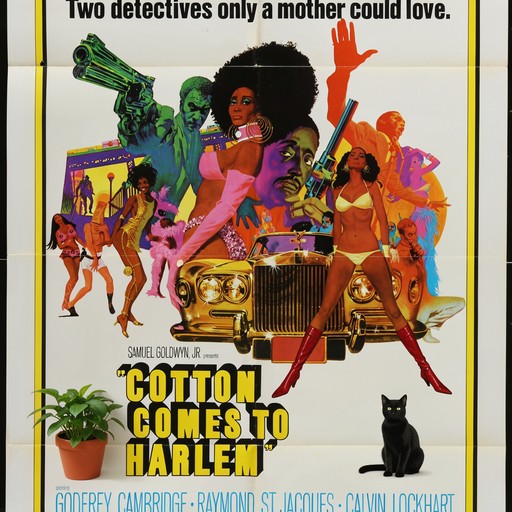 Two detectives only a mother could love.
SAMUEL GOLDWYN, JR. presents
"COTTON
COMES TO
HARLEM"
GODFREY CAMBRIDGE · RAYMOND ST. JACQUES · CALVIN LOCKHART